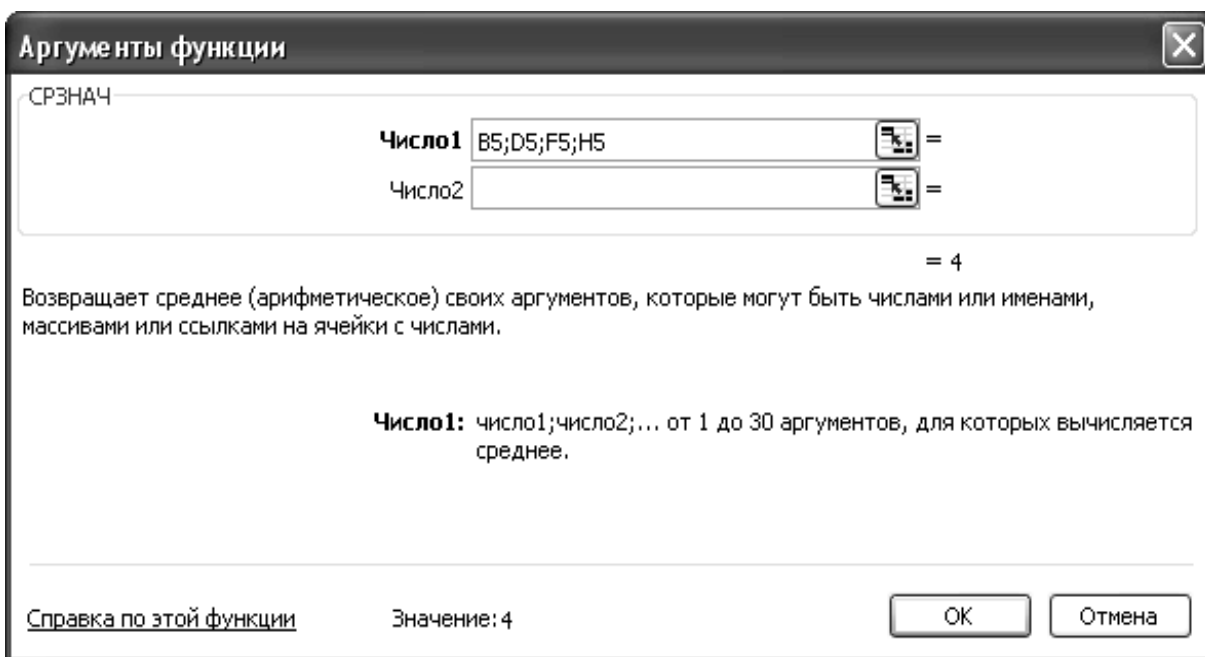 Аргументы функции
СРЗНАЧ
Число1 B5;D5;F5;H5 =
Число2 =
= 4
Возвращает среднее (арифметическое) своих аргументов, которые могут быть числами или именами,
массивами или ссылками на ячейки с числами.
Число1: число1;число2;... от 1 до 30 аргументов, для которых вычисляется
среднее.
Справка по этой функции Значение:4 OK Отмена